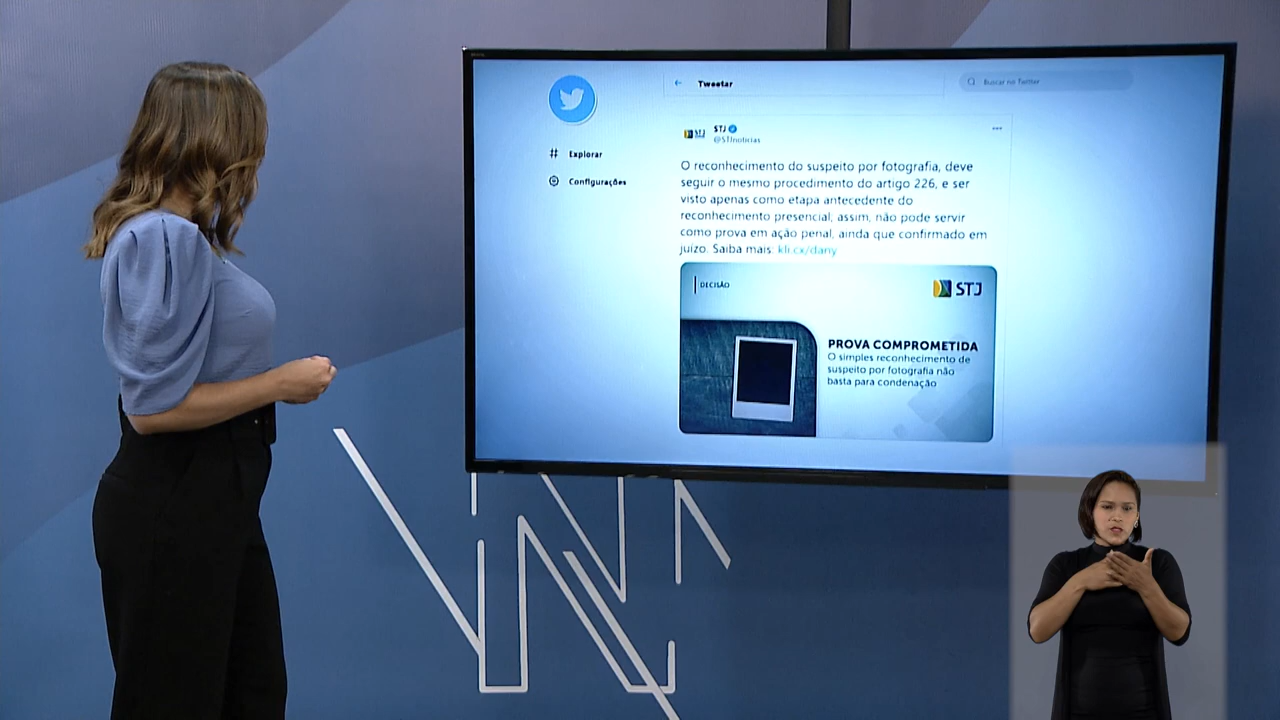 Tweetar
Buscar no Twitter
STJ
STJ
@STJnoticias
Explorar
Configurações
O reconhecimento do suspeito por fotografia, deve
seguir o mesmo procedimento do artigo 226, e ser
visto apenas como etapa antecedente do
reconhecimento presencial; assim, não pode servir
como prova em ação penal, ainda que confirmado em
juízo. Saiba mais: kli.cx/dany
DECISÃO
STJ
PROVA COMPROMETIDA
O simples reconhecimento de
suspeito por fotografia não
basta para condenação